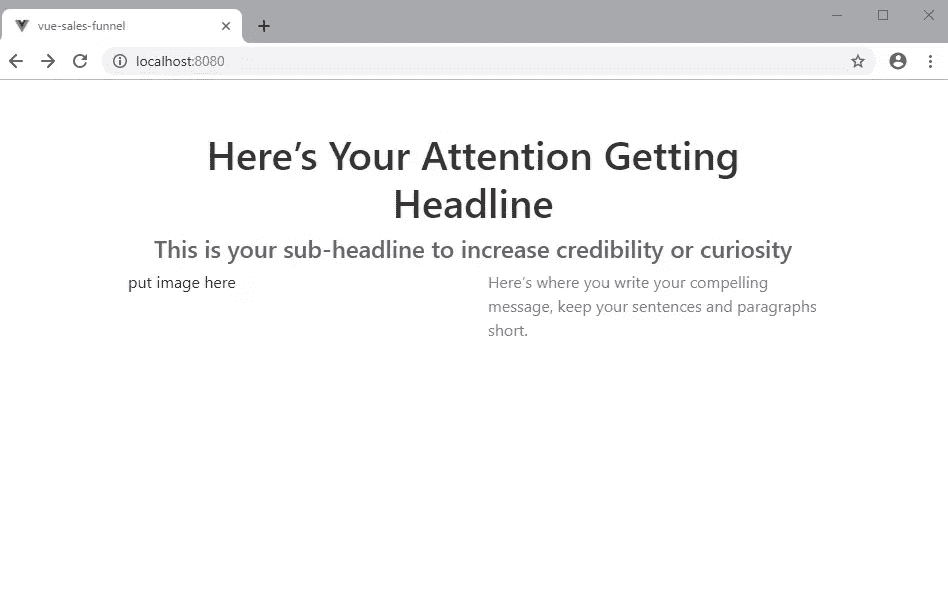 vue-sales-funnel
localhost:8080
Here’s Your Attention Getting
Headline
This is your sub-headline to increase credibility or curiosity
put image here
Here’s where you write your compelling
message, keep your sentences and paragraphs
short.